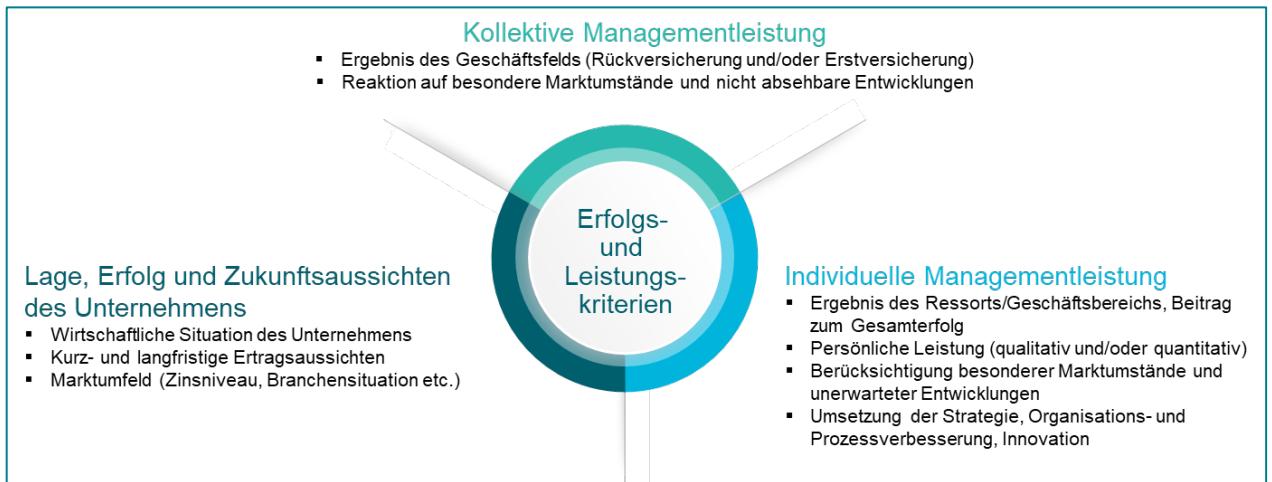 Kollektive Managementleistung
▪ Ergebnis des Geschäftsfelds (Rückversicherung und/oder Erstversicherung)
▪ Reaktion auf besondere Marktumstände und nicht absehbare Entwicklungen
Erfolgs-
und
Leistungs-
kriterien
Lage, Erfolg und Zukunftsaussichten
des Unternehmens
▪ Wirtschaftliche Situation des Unternehmens
▪ Kurz- und langfristige Ertragsaussichten
▪ Marktumfeld (Zinsniveau, Branchensituation etc.)
Individuelle Managementleistung
▪ Ergebnis des Ressorts/Geschäftsbereichs, Beitrag
zum Gesamterfolg
▪ Persönliche Leistung (qualitativ und/oder quantitativ)
▪ Berücksichtigung besonderer Marktumstände und
unerwarteter Entwicklungen
▪ Umsetzung der Strategie, Organisations- und
Prozessverbesserung, Innovation